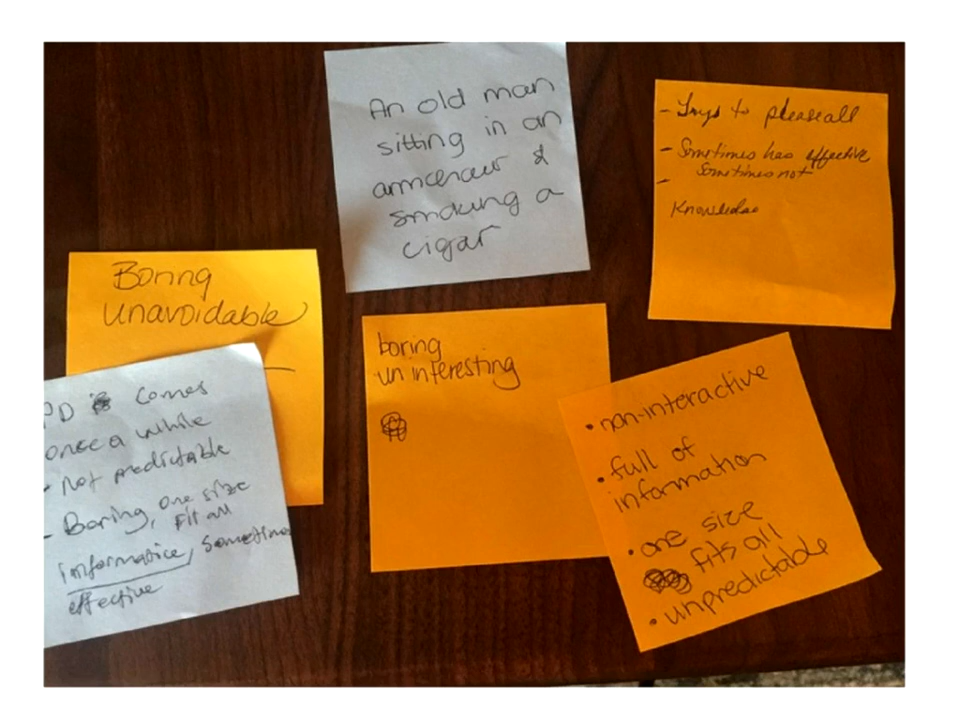 An old man
sitting in an
armchair &
smoking a
cigar
- Trys to please all
- Sometimes has effective
Sometimes not
-
Boring
unavoidable
boring
uninteresting
PD comes
once a while
- not predictable
- Boring, one size
Fit all
informatice, Sometimes
effective
• non-interactive
• full of
information
• one size
fits all
• unpredictable